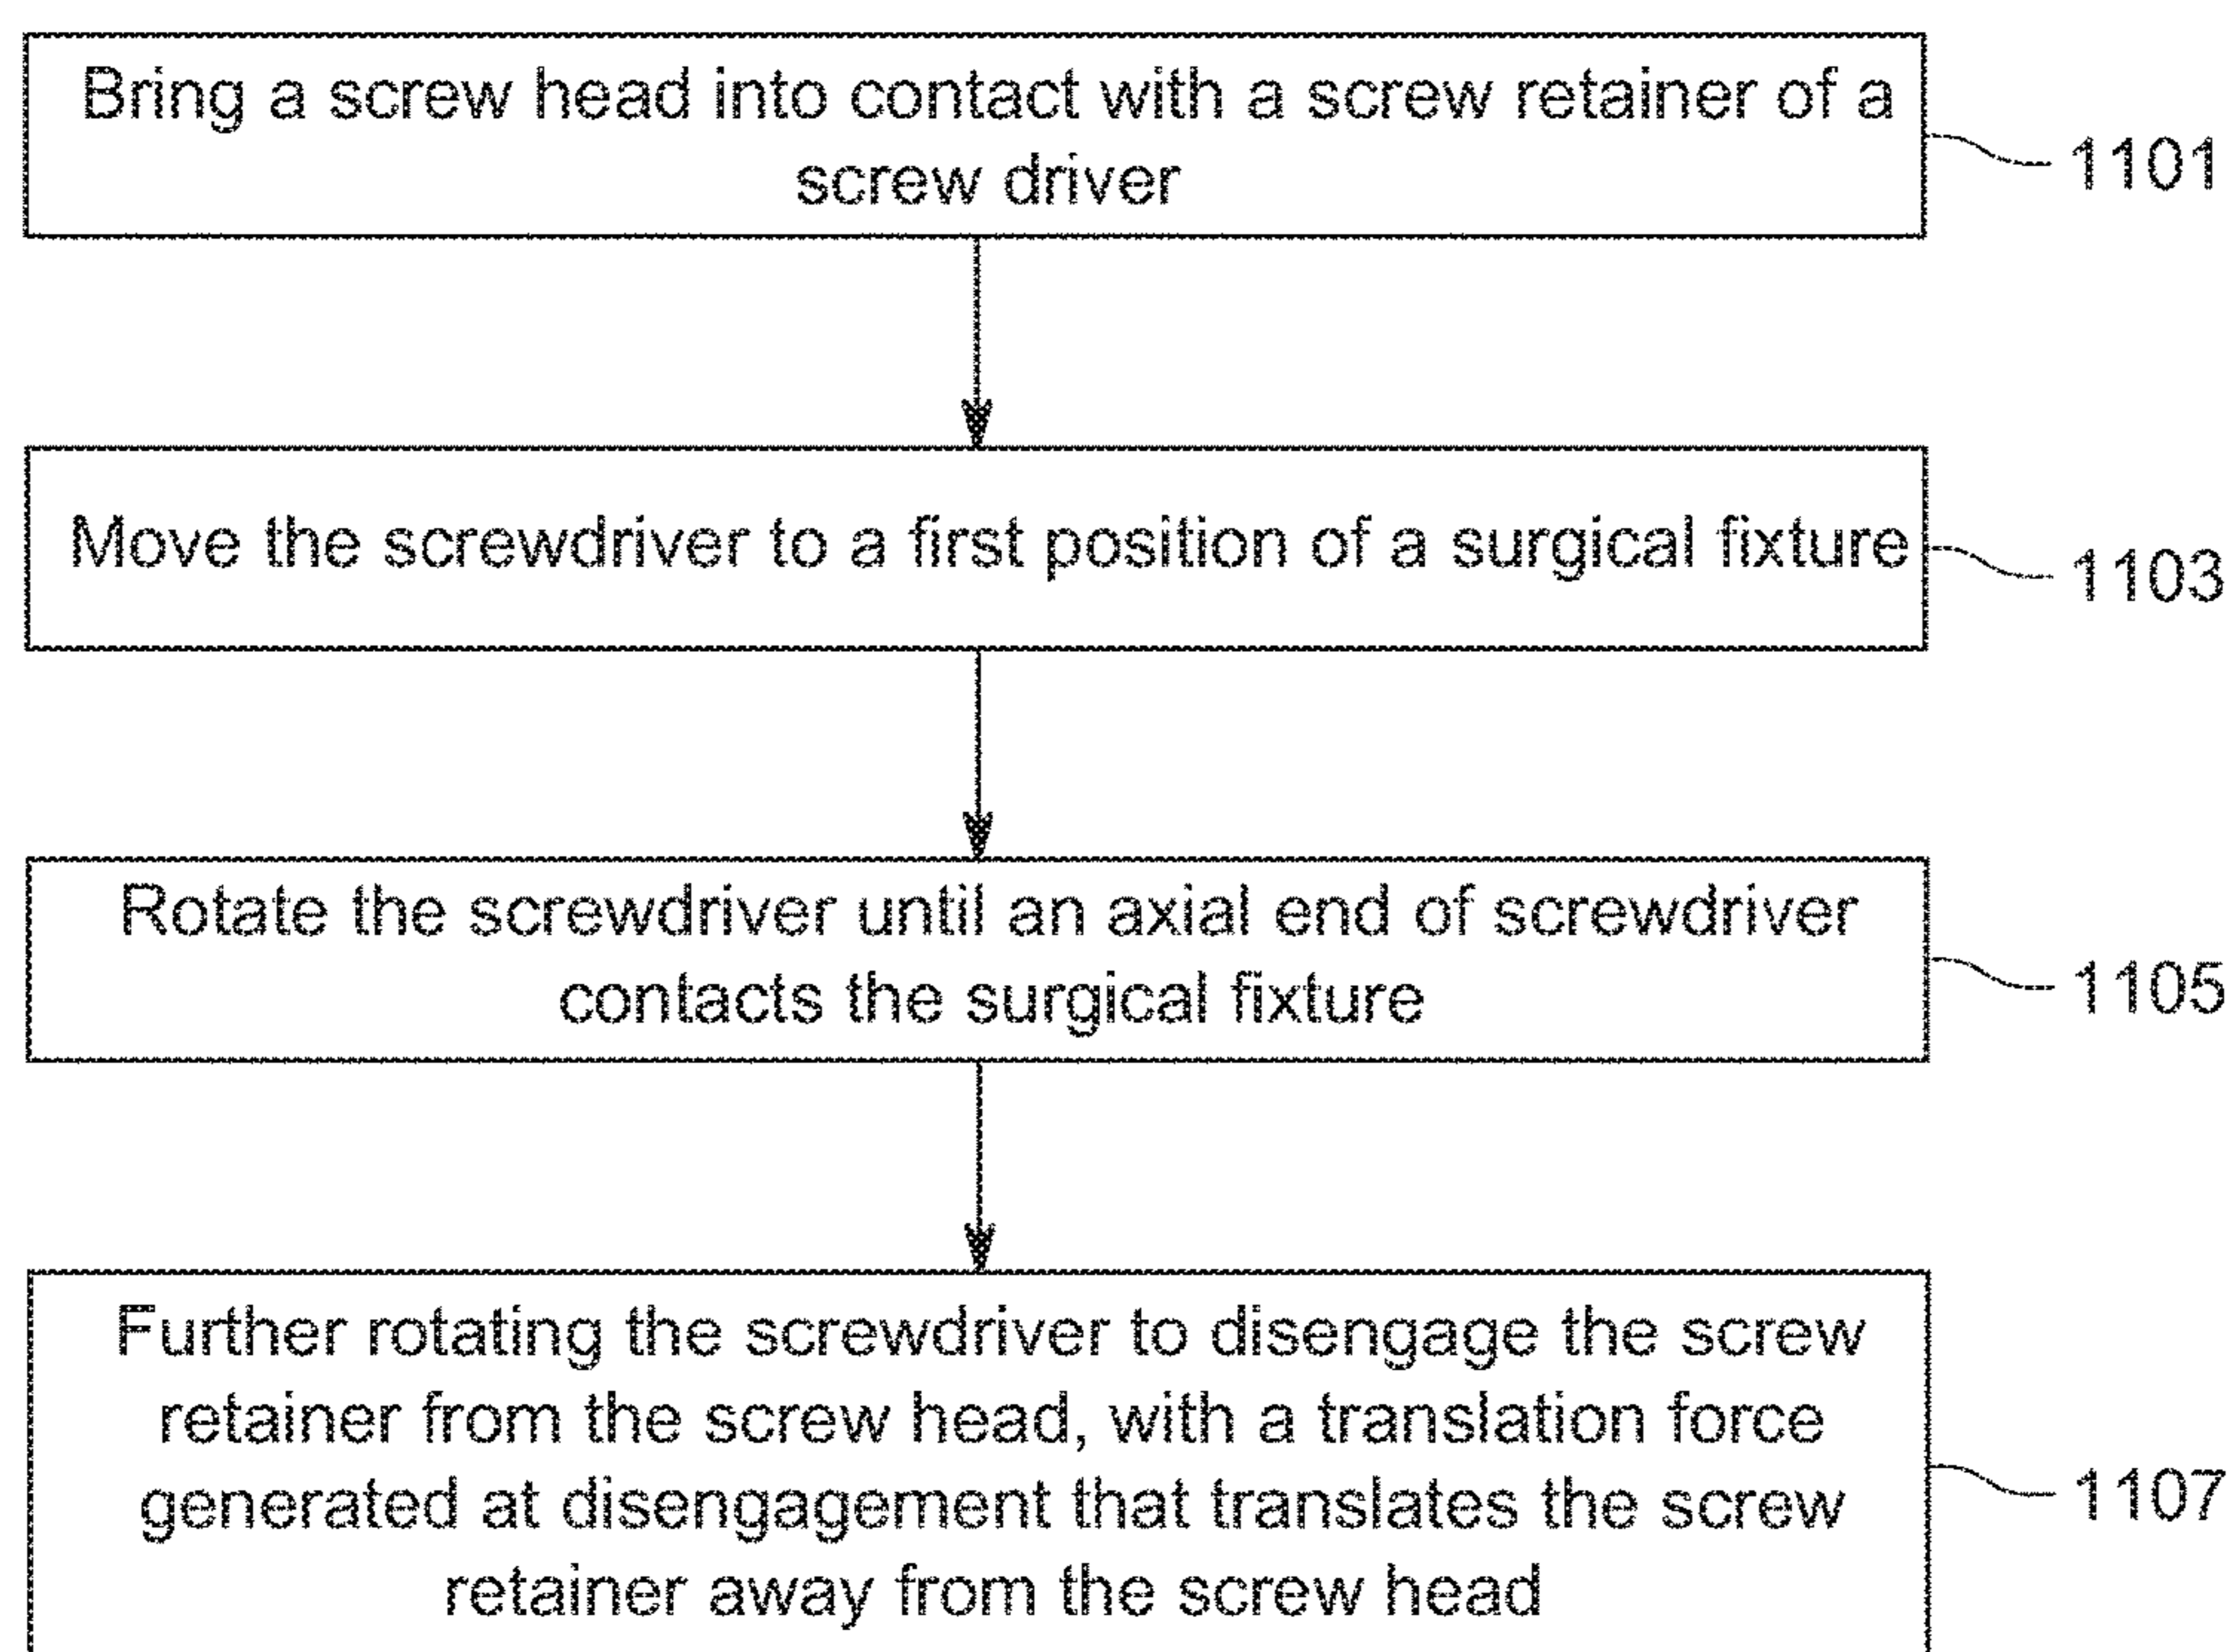 Bring a screw head into contact with a screw retainer of a
screw driver
1101
Move the screwdriver to a first position of a surgical fixture
1103
Rotate the screwdriver until an axial end of screwdriver
contacts the surgical fixture
1105
Further rotating the screwdriver to disengage the screw
retainer from the screw head, with a translation force
generated at disengagement that translates the screw
retainer away from the screw head
1107